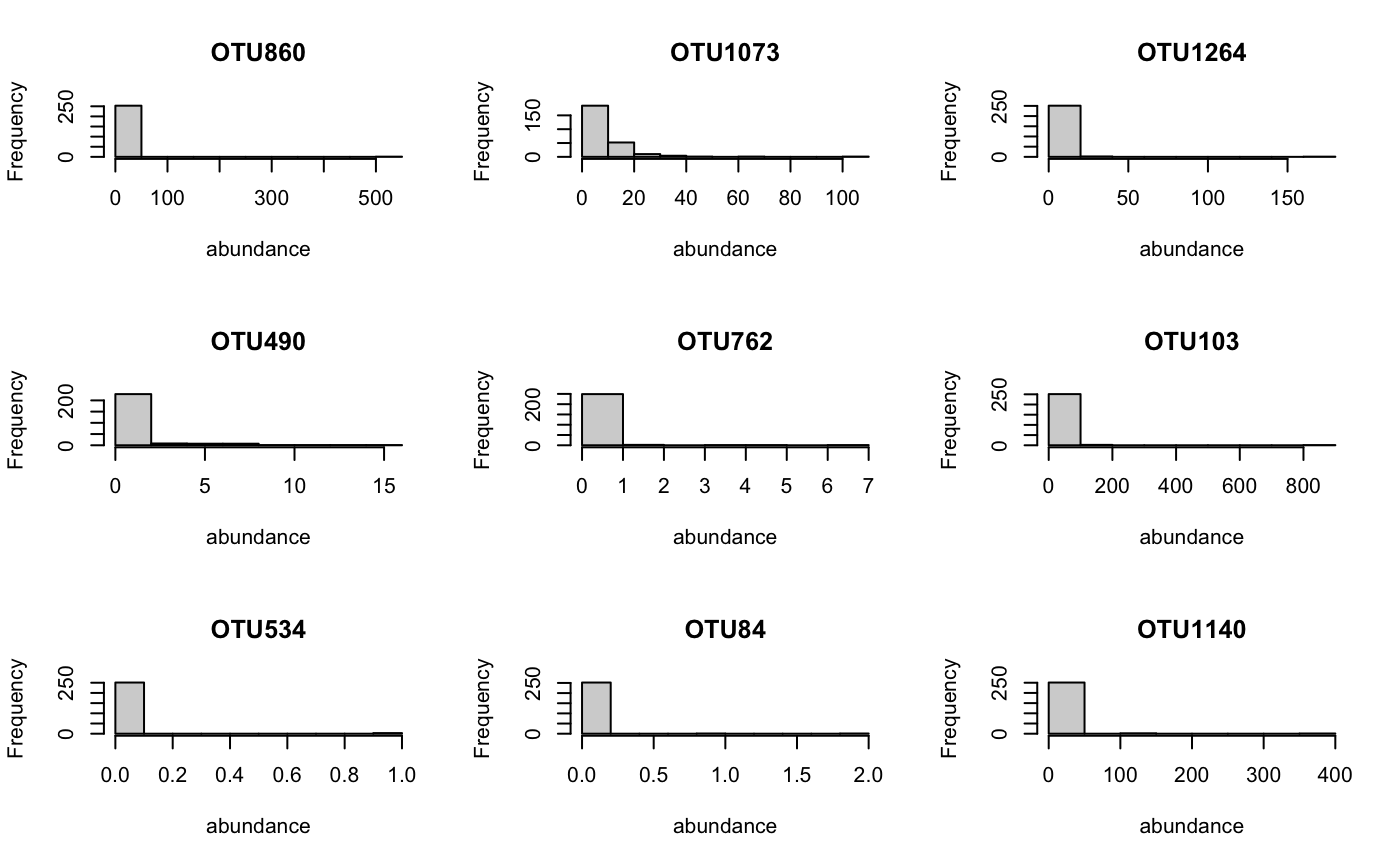 OTU860
Frequency
250
0
0 100 300 500
abundance
OTU1073
Frequency
150
0
0 20 40 60 80 100
abundance
OTU1264
Frequency
250
0
0 50 100 150
abundance
OTU490
Frequency
200
0
0 5 10 15
abundance
OTU762
Frequency
200
0
0 1 2 3 4 5 6 7
abundance
OTU103
Frequency
250
0
0 200 400 600 800
abundance
OTU534
Frequency
250
0
0.0 0.2 0.4 0.6 0.8 1.0
abundance
OTU84
Frequency
250
0
0.0 0.5 1.0 1.5 2.0
abundance
OTU1140
Frequency
250
0
0 100 200 300 400
abundance